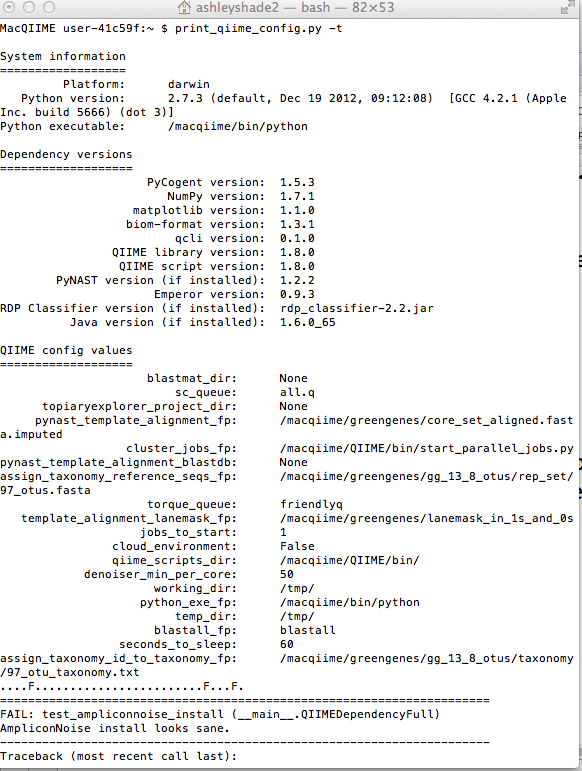 ashleyshade2 — bash — 82×53
MacQIIME user-41c59f:~ $ print_qiime_config.py -t
System information
==================
Platform: darwin
Python version: 2.7.3 (default, Dec 19 2012, 09:12:08) [GCC 4.2.1 (Apple
Inc. build 5666) (dot 3)]
Python executable: /macqiime/bin/python
Dependency versions
===================
PyCogent version: 1.5.3
NumPy version: 1.7.1
matplotlib version: 1.1.0
biom-format version: 1.3.1
qcli version: 0.1.0
QIIME library version: 1.8.0
QIIME script version: 1.8.0
PyNAST version (if installed): 1.2.2
Emperor version: 0.9.3
RDP Classifier version (if installed): rdp_classifier-2.2.jar
Java version (if installed): 1.6.0_65
QIIME config values
===================
blastmat_dir: None
sc_queue: all.q
topiaryexplorer_project_dir: None
pynast_template_alignment_fp: /macqiime/greengenes/core_set_aligned.fast
a.imputed
cluster_jobs_fp: /macqiime/QIIME/bin/start_parallel_jobs.py
pynast_template_alignment_blastdb: None
assign_taxonomy_reference_seqs_fp: /macqiime/greengenes/gg_13_8_otus/rep_set/
97_otus.fasta
torque_queue: friendlyq
template_alignment_lanemask_fp: /macqiime/greengenes/lanemask_in_1s_and_0s
jobs_to_start: 1
cloud_environment: False
qiime_scripts_dir: /macqiime/QIIME/bin/
denoiser_min_per_core: 50
working_dir: /tmp/
python_exe_fp: /macqiime/bin/python
temp_dir: /tmp/
blastall_fp: blastall
seconds_to_sleep: 60
assign_taxonomy_id_to_taxonomy_fp: /macqiime/greengenes/gg_13_8_otus/taxonomy
/97_otu_taxonomy.txt
....F........................F...F.
======================================================================
FAIL: test_ampliconnoise_install (__main__.QIIMEDependencyFull)
AmpliconNoise install looks sane.
----------------------------------------------------------------------
Traceback (most recent call last):